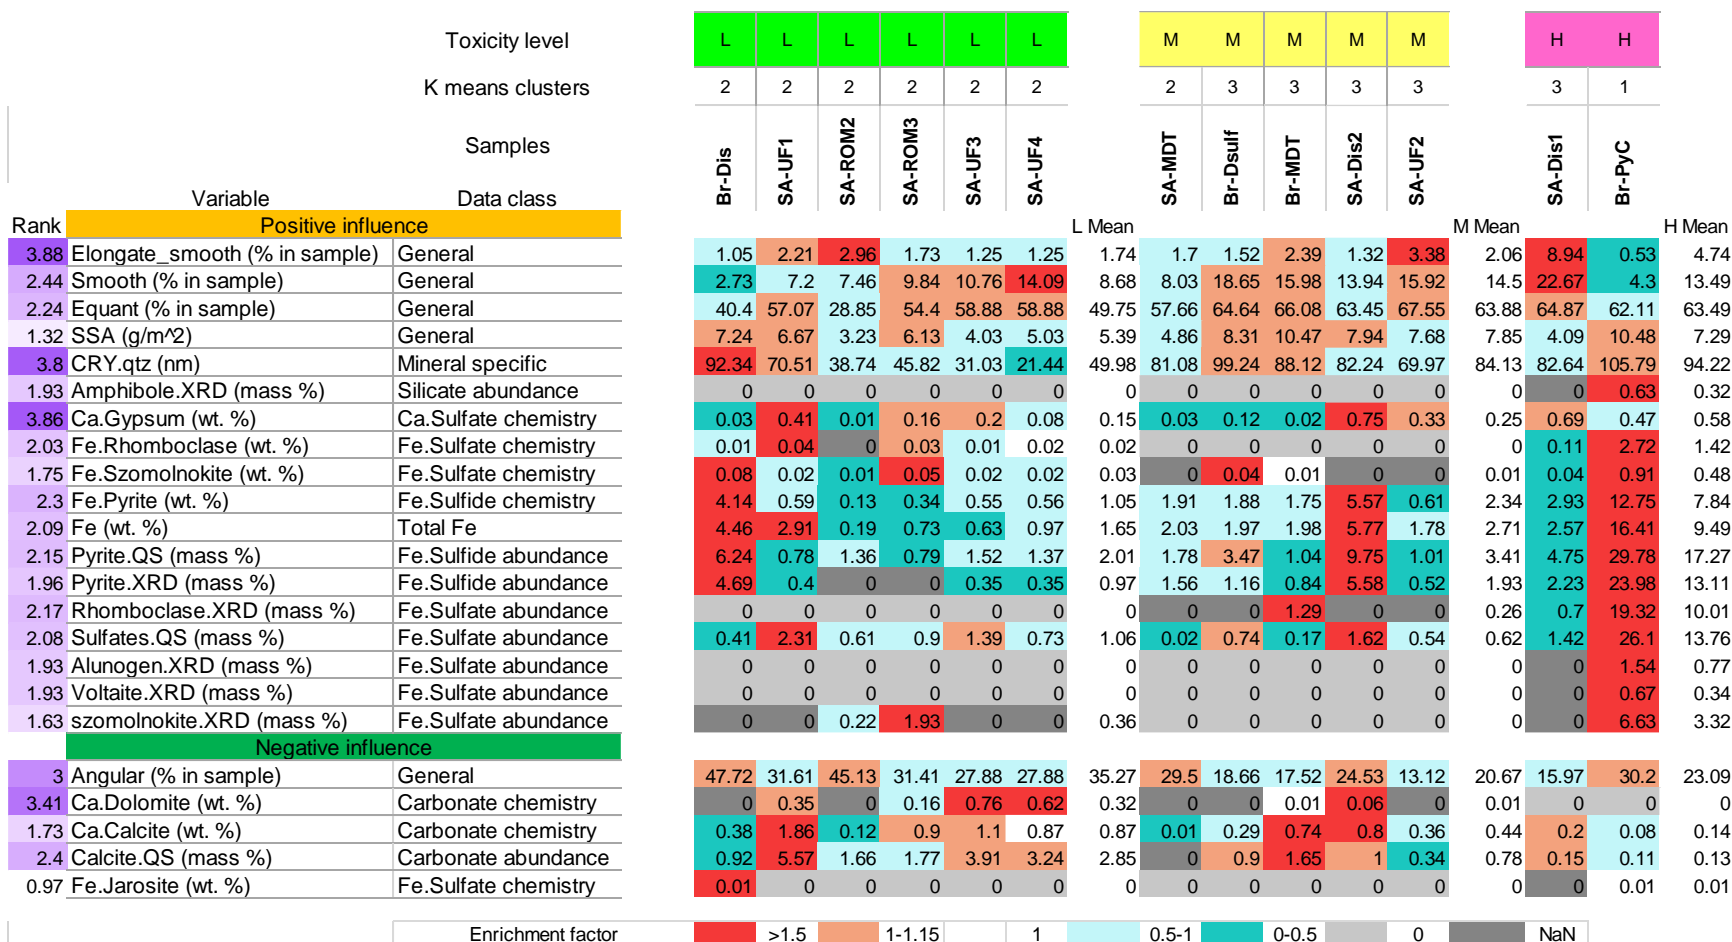 Toxicity level L L L L L L M M M M M H H
K means clusters 2 2 2 2 2 2 2 3 3 3 3 3 1
Samples Br-Dis SA-UF1 SA-ROM2 SA-ROM3 SA-UF3 SA-UF4 SA-MDT Br-Dsulf Br-MDT SA-Dis2 SA-UF2 SA-Dis1 Br-PyC
Variable Data class
Rank Positive influence L Mean M Mean H Mean
3.88 Elongate_smooth (% in sample) General 1.05 2.21 2.96 1.73 1.25 1.25 1.74 1.7 1.52 2.39 1.32 3.38 2.06 8.94 0.53 4.74
2.44 Smooth (% in sample) General 2.73 7.2 7.46 9.84 10.76 14.09 8.68 8.03 18.65 15.98 13.94 15.92 14.5 22.67 4.3 13.49
2.24 Equant (% in sample) General 40.4 57.07 28.85 54.4 58.88 58.88 49.75 57.66 64.64 66.08 63.45 67.55 63.88 64.87 62.11 63.49
1.32 SSA (g/m^2) General 7.24 6.67 3.23 6.13 4.03 5.03 5.39 4.86 8.31 10.47 7.94 7.68 7.85 4.09 10.48 7.29
3.8 CRY.qtz (nm) Mineral specific 92.34 70.51 38.74 45.82 31.03 21.44 49.98 81.08 99.24 88.12 82.24 69.97 84.13 82.64 105.79 94.22
1.93 Amphibole.XRD (mass %) Silicate abundance 0 0 0 0 0 0 0 0 0 0 0 0 0 0 0.63 0.32
3.86 Ca.Gypsum (wt. %) Ca.Sulfate chemistry 0.03 0.41 0.01 0.16 0.2 0.08 0.15 0.03 0.12 0.02 0.75 0.33 0.25 0.69 0.47 0.58
2.03 Fe.Rhomboclase (wt. %) Fe.Sulfate chemistry 0.01 0.04 0 0.03 0.01 0.02 0.02 0 0 0 0 0 0 0.11 2.72 1.42
1.75 Fe.Szomolnokite (wt. %) Fe.Sulfate chemistry 0.08 0.02 0.01 0.05 0.02 0.02 0.03 0 0.04 0.01 0 0 0.01 0.04 0.91 0.48
2.3 Fe.Pyrite (wt. %) Fe.Sulfide chemistry 4.14 0.59 0.13 0.34 0.55 0.56 1.05 1.91 1.88 1.75 5.57 0.61 2.34 2.93 12.75 7.84
2.09 Fe (wt. %) Total Fe 4.46 2.91 0.19 0.73 0.63 0.97 1.65 2.03 1.97 1.98 5.77 1.78 2.71 2.57 16.41 9.49
2.15 Pyrite.QS (mass %) Fe.Sulfide abundance 6.24 0.78 1.36 0.79 1.52 1.37 2.01 1.78 3.47 1.04 9.75 1.01 3.41 4.75 29.78 17.27
1.96 Pyrite.XRD (mass %) Fe.Sulfide abundance 4.69 0.4 0 0 0.35 0.35 0.97 1.56 1.16 0.84 5.58 0.52 1.93 2.23 23.98 13.11
2.17 Rhomboclase.XRD (mass %) Fe.Sulfate abundance 0 0 0 0 0 0 0 0 0 1.29 0 0 0.26 0.7 19.32 10.01
2.08 Sulfates.QS (mass %) Fe.Sulfate abundance 0.41 2.31 0.61 0.9 1.39 0.73 1.06 0.02 0.74 0.17 1.62 0.54 0.62 1.42 26.1 13.76
1.93 Alunogen.XRD (mass %) Fe.Sulfate abundance 0 0 0 0 0 0 0 0 0 0 0 0 0 0 1.54 0.77
1.93 Voltaite.XRD (mass %) Fe.Sulfate abundance 0 0 0 0 0 0 0 0 0 0 0 0 0 0 0.67 0.34
1.63 szomolnokite.XRD (mass %) Fe.Sulfate abundance 0 0 0.22 1.93 0 0 0.36 0 0 0 0 0 0 0 6.63 3.32
Negative influence
3 Angular (% in sample) General 47.72 31.61 45.13 31.41 27.88 27.88 35.27 29.5 18.66 17.52 24.53 13.12 20.67 15.97 30.2 23.09
3.41 Ca.Dolomite (wt. %) Carbonate chemistry 0 0.35 0 0.16 0.76 0.62 0.32 0 0 0.01 0.06 0 0.01 0 0 0
1.73 Ca.Calcite (wt. %) Carbonate chemistry 0.38 1.86 0.12 0.9 1.1 0.87 0.87 0.01 0.29 0.74 0.8 0.36 0.44 0.2 0.08 0.14
2.4 Calcite.QS (mass %) Carbonate abundance 0.92 5.57 1.66 1.77 3.91 3.24 2.85 0 0.9 1.65 1 0.34 0.78 0.15 0.11 0.13
0.97 Fe.Jarosite (wt. %) Fe.Sulfate chemistry 0.01 0 0 0 0 0 0 0 0 0 0 0 0 0 0.01 0.01
Enrichment factor >1.5 1-1.15 1 0.5-1 0-0.5 0 NaN